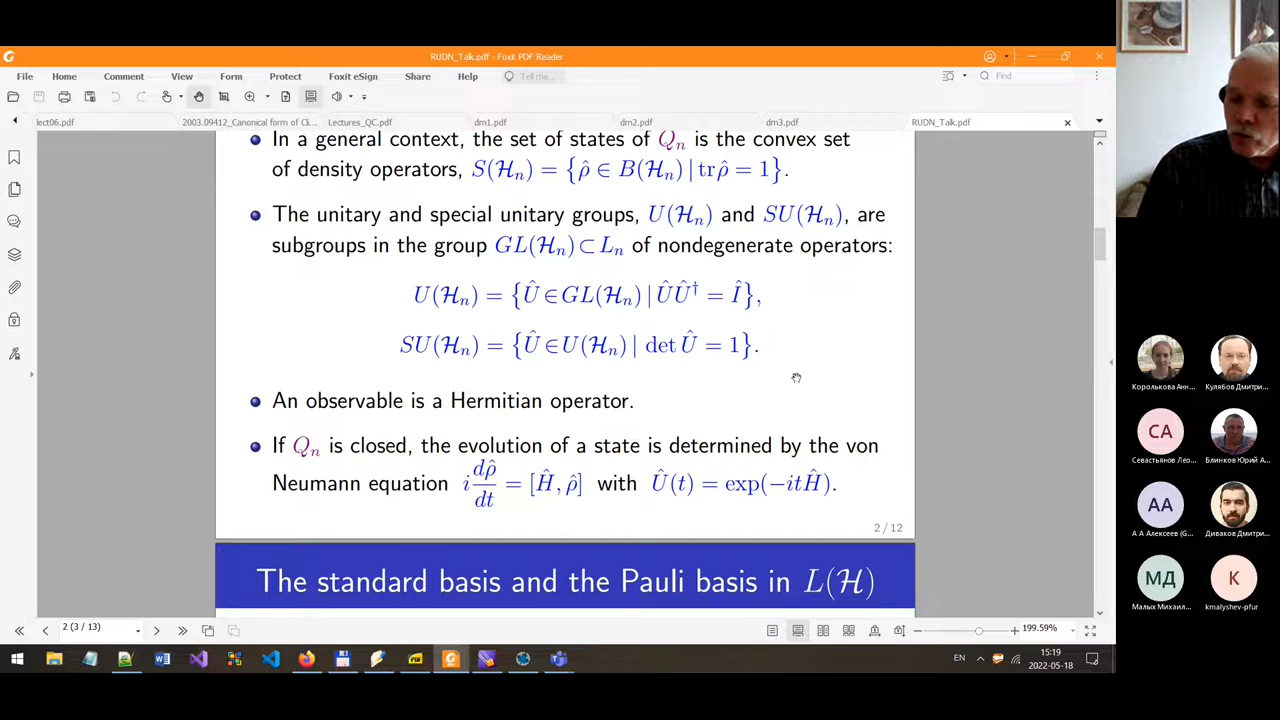 RUDN_Talk.pdf - Foxit PDF Reader
File Home Comment View Form Protect Foxit eSign Share Help Tell me... Find
lect06.pdf 2003.09412_Canonical form of Cli... Lectures_QC.pdf dm1.pdf dm2.pdf dm3.pdf RUDN_Talk.pdf
In a general context, the set of states of Qₙ is the convex set
of density operators, S(ℋₙ) = {ρ̂ ∈ B(ℋₙ) | trρ̂ = 1}.
The unitary and special unitary groups, U(ℋₙ) and SU(ℋₙ), are
subgroups in the group GL(ℋₙ) ⊂ Lₙ of nondegenerate operators:
U(ℋₙ) = {Û ∈ GL(ℋₙ) | ÛÛ† = Î},
SU(ℋₙ) = {Û ∈ U(ℋₙ) | det Û = 1}.
An observable is a Hermitian operator.
If Qₙ is closed, the evolution of a state is determined by the von
Neumann equation i dρ̂/dt = [Ĥ, ρ̂] with Û(t) = exp(−itĤ).
2 / 12
The standard basis and the Pauli basis in L(ℋ)
2 (3 / 13) 199.59%
EN 15:19
2022-05-18
Королькова Анн... Кулябов Дмитри...
СА
Севастьянов Лео... Блинков Юрий А...
АА
А А Алексеев (G... Диваков Дмитри...
МД К
Малых Михаил... kmalyshev-pfur